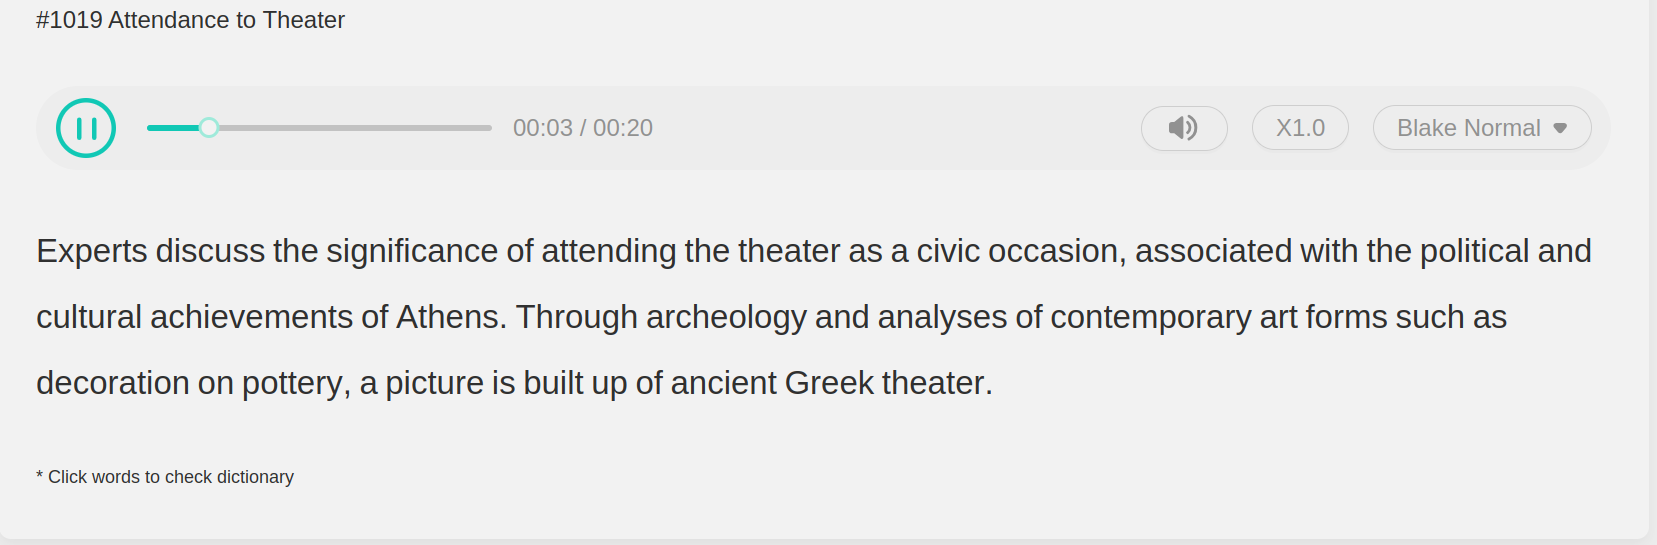 #1019 Attendance to Theater
00:03 / 00:20
X1.0
Blake Normal
Experts discuss the significance of attending the theater as a civic occasion, associated with the political and
cultural achievements of Athens. Through archeology and analyses of contemporary art forms such as
decoration on pottery, a picture is built up of ancient Greek theater.
* Click words to check dictionary